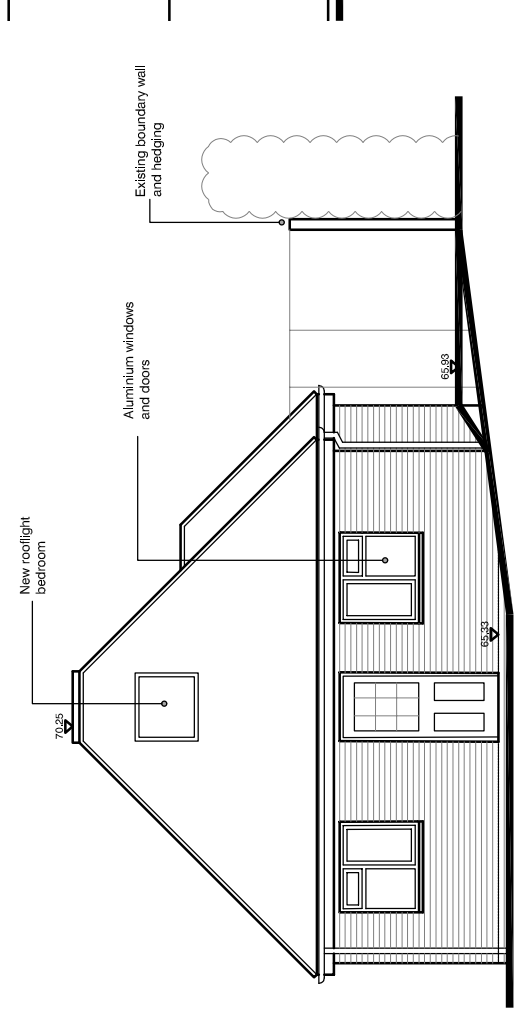 New rooflight
bedroom
Aluminium windows
and doors
Existing boundary wall
and hedging
70.25
65.33
65.93